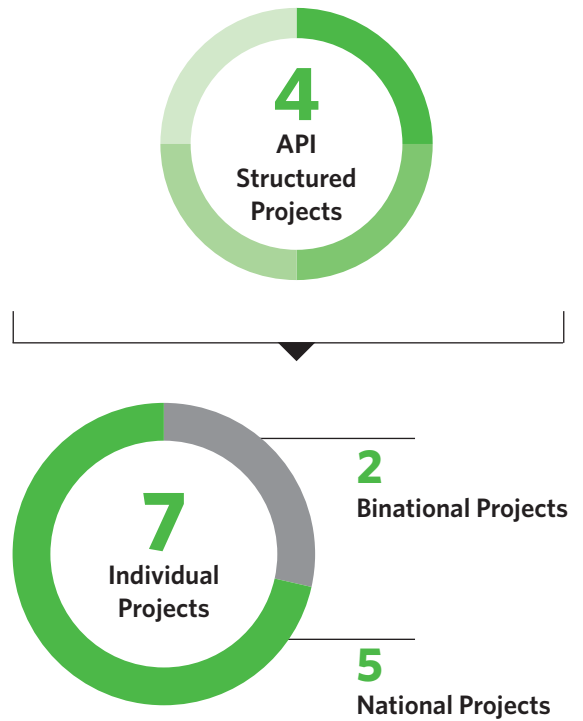 4
API
Structured
Projects
7
Individual
Projects
2
Binational Projects
5
National Projects